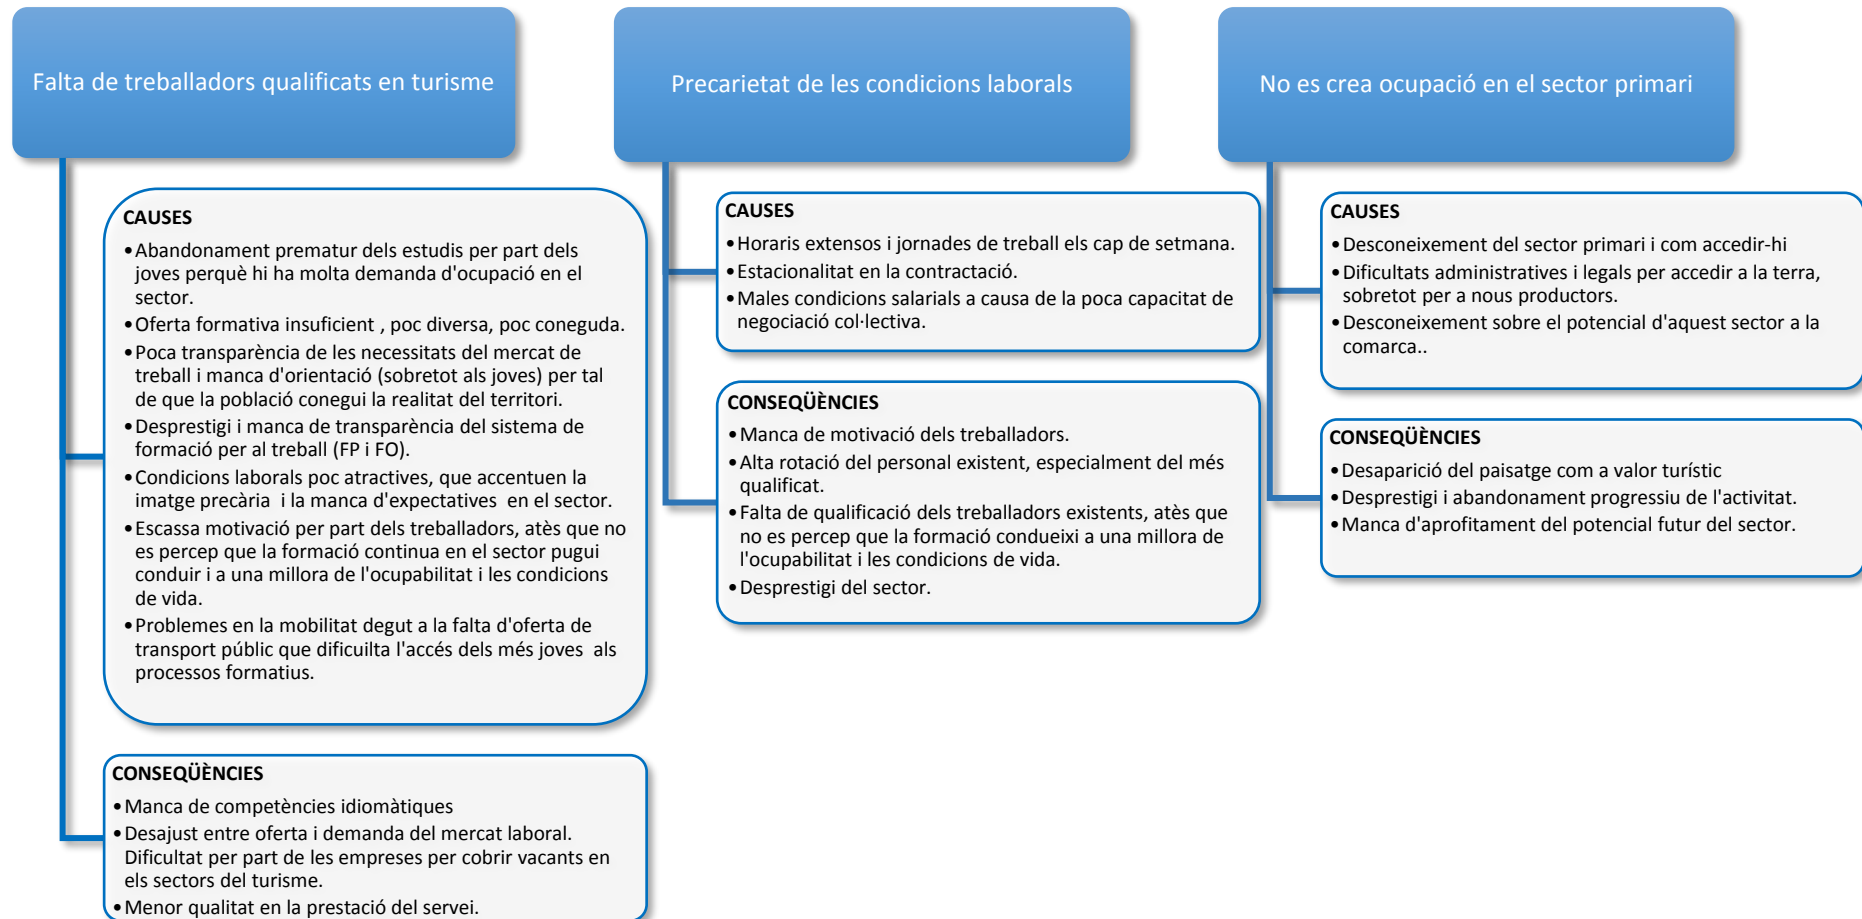 Falta de treballadors qualificats en turisme
CAUSES
•Abandonament prematur dels estudis per part dels
joves perquè hi ha molta demanda d'ocupació en el
sector.
•Oferta formativa insuficient , poc diversa, poc coneguda.
•Poca transparència de les necessitats del mercat de
treball i manca d'orientació (sobretot als joves) per tal
de que la població conegui la realitat del territori.
•Desprestigi i manca de transparència del sistema de
formació per al treball (FP i FO).
•Condicions laborals poc atractives, que accentuen la
imatge precària  i la manca d'expectatives  en el sector.
•Escassa motivació per part dels treballadors, atès que no
es percep que la formació continua en el sector pugui
conduir i a una millora de l'ocupabilitat i les condicions
de vida.
•Problemes en la mobilitat degut a la falta d'oferta de
transport públic que dificuilta l'accés dels més joves  als
processos formatius.
CONSEQÜÈNCIES
•Manca de competències idiomàtiques
•Desajust entre oferta i demanda del mercat laboral.
Dificultat per part de les empreses per cobrir vacants en
els sectors del turisme.
•Menor qualitat en la prestació del servei.
Precarietat de les condicions laborals
CAUSES
•Horaris extensos i jornades de treball els cap de setmana.
•Estacionalitat en la contractació.
•Males condicions salarials a causa de la poca capacitat de
negociació col·lectiva.
CONSEQÜÈNCIES
•Manca de motivació dels treballadors.
•Alta rotació del personal existent, especialment del més
qualificat.
•Falta de qualificació dels treballadors existents, atès que
no es percep que la formació condueixi a una millora de
l'ocupabilitat i les condicions de vida.
•Desprestigi del sector.
No es crea ocupació en el sector primari
CAUSES
•Desconeixement del sector primari i com accedir-hi
•Dificultats administratives i legals per accedir a la terra,
sobretot per a nous productors.
•Desconeixement sobre el potencial d'aquest sector a la
comarca..
CONSEQÜÈNCIES
•Desaparició del paisatge com a valor turístic
•Desprestigi i abandonament progressiu de l'activitat.
•Manca d'aprofitament del potencial futur del sector.